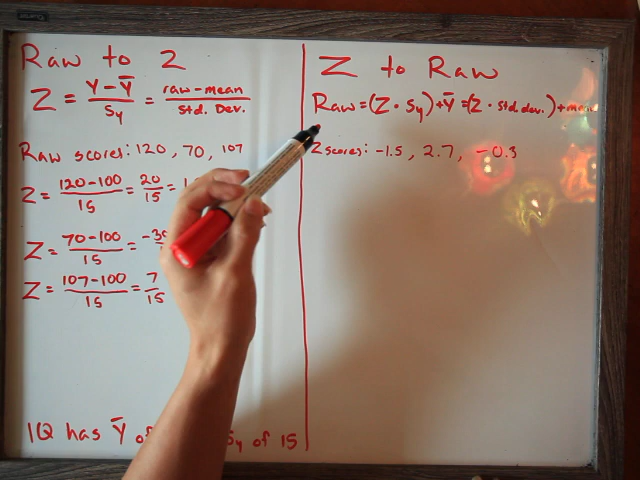 Raw to Z
Z = Y-Ȳ / Sy = raw-mean / std. Dev.
Raw scores: 120, 70, 107
Z = 120-100 / 15 = 20 / 15 =
Z = 70-100 / 15 =
Z = 107-100 / 15 = 7 / 15
IQ has Ȳ of Sy of 15
Z to Raw
Raw = (Z · Sy) + Ȳ = (Z · std. dev.) + mean
Z scores: -1.5, 2.7, -0.3